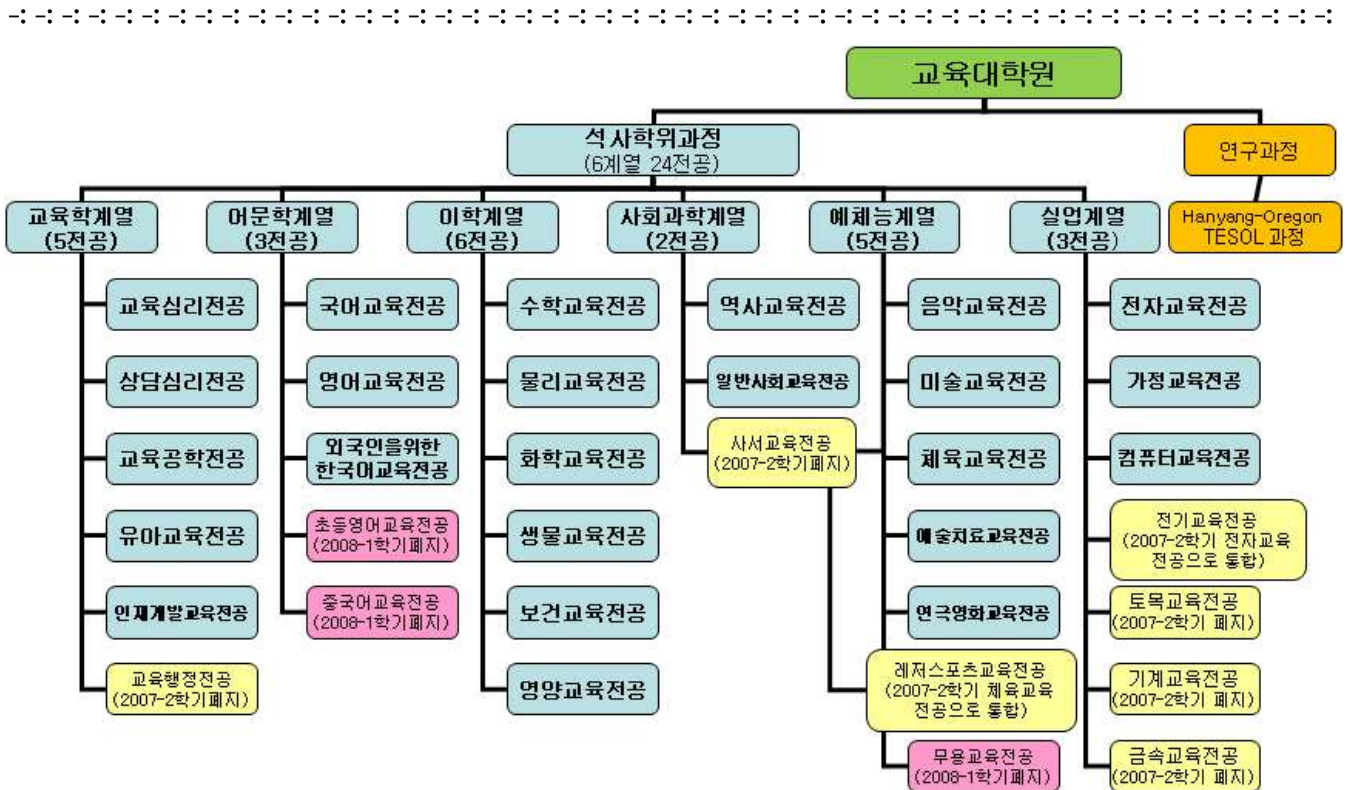 교육대학원
석사학위과정
(6계열 24전공)
연구과정
교육학계열
(5전공)
어문학계열
(3전공)
이학계열
(6전공)
사회과학계열
(2전공)
예체능계열
(5전공)
실업계열
(3전공)
Hanyang-Oregon
TESOL 과정
교육심리전공
상담심리전공
교육공학전공
유아교육전공
인재개발교육전공
교육행정전공
(2007-2학기폐지)
국어교육전공
영어교육전공
외국인을위한
한국어교육전공
초등영어교육전공
(2008-1학기폐지)
중국어교육전공
(2008-1학기폐지)
수학교육전공
물리교육전공
화학교육전공
생물교육전공
보건교육전공
영양교육전공
역사교육전공
일반사회교육전공
사서교육전공
(2007-2학기폐지)
음악교육전공
미술교육전공
체육교육전공
예술치료교육전공
연극영화교육전공
레저스포츠교육전공
(2007-2학기 체육교육
전공으로 통합)
무용교육전공
(2008-1학기폐지)
전자교육전공
가정교육전공
컴퓨터교육전공
전기교육전공
(2007-2학기 전자교육
전공으로 통합)
토목교육전공
(2007-2학기 폐지)
기계교육전공
(2007-2학기 폐지)
금속교육전공
(2007-2학기 폐지)